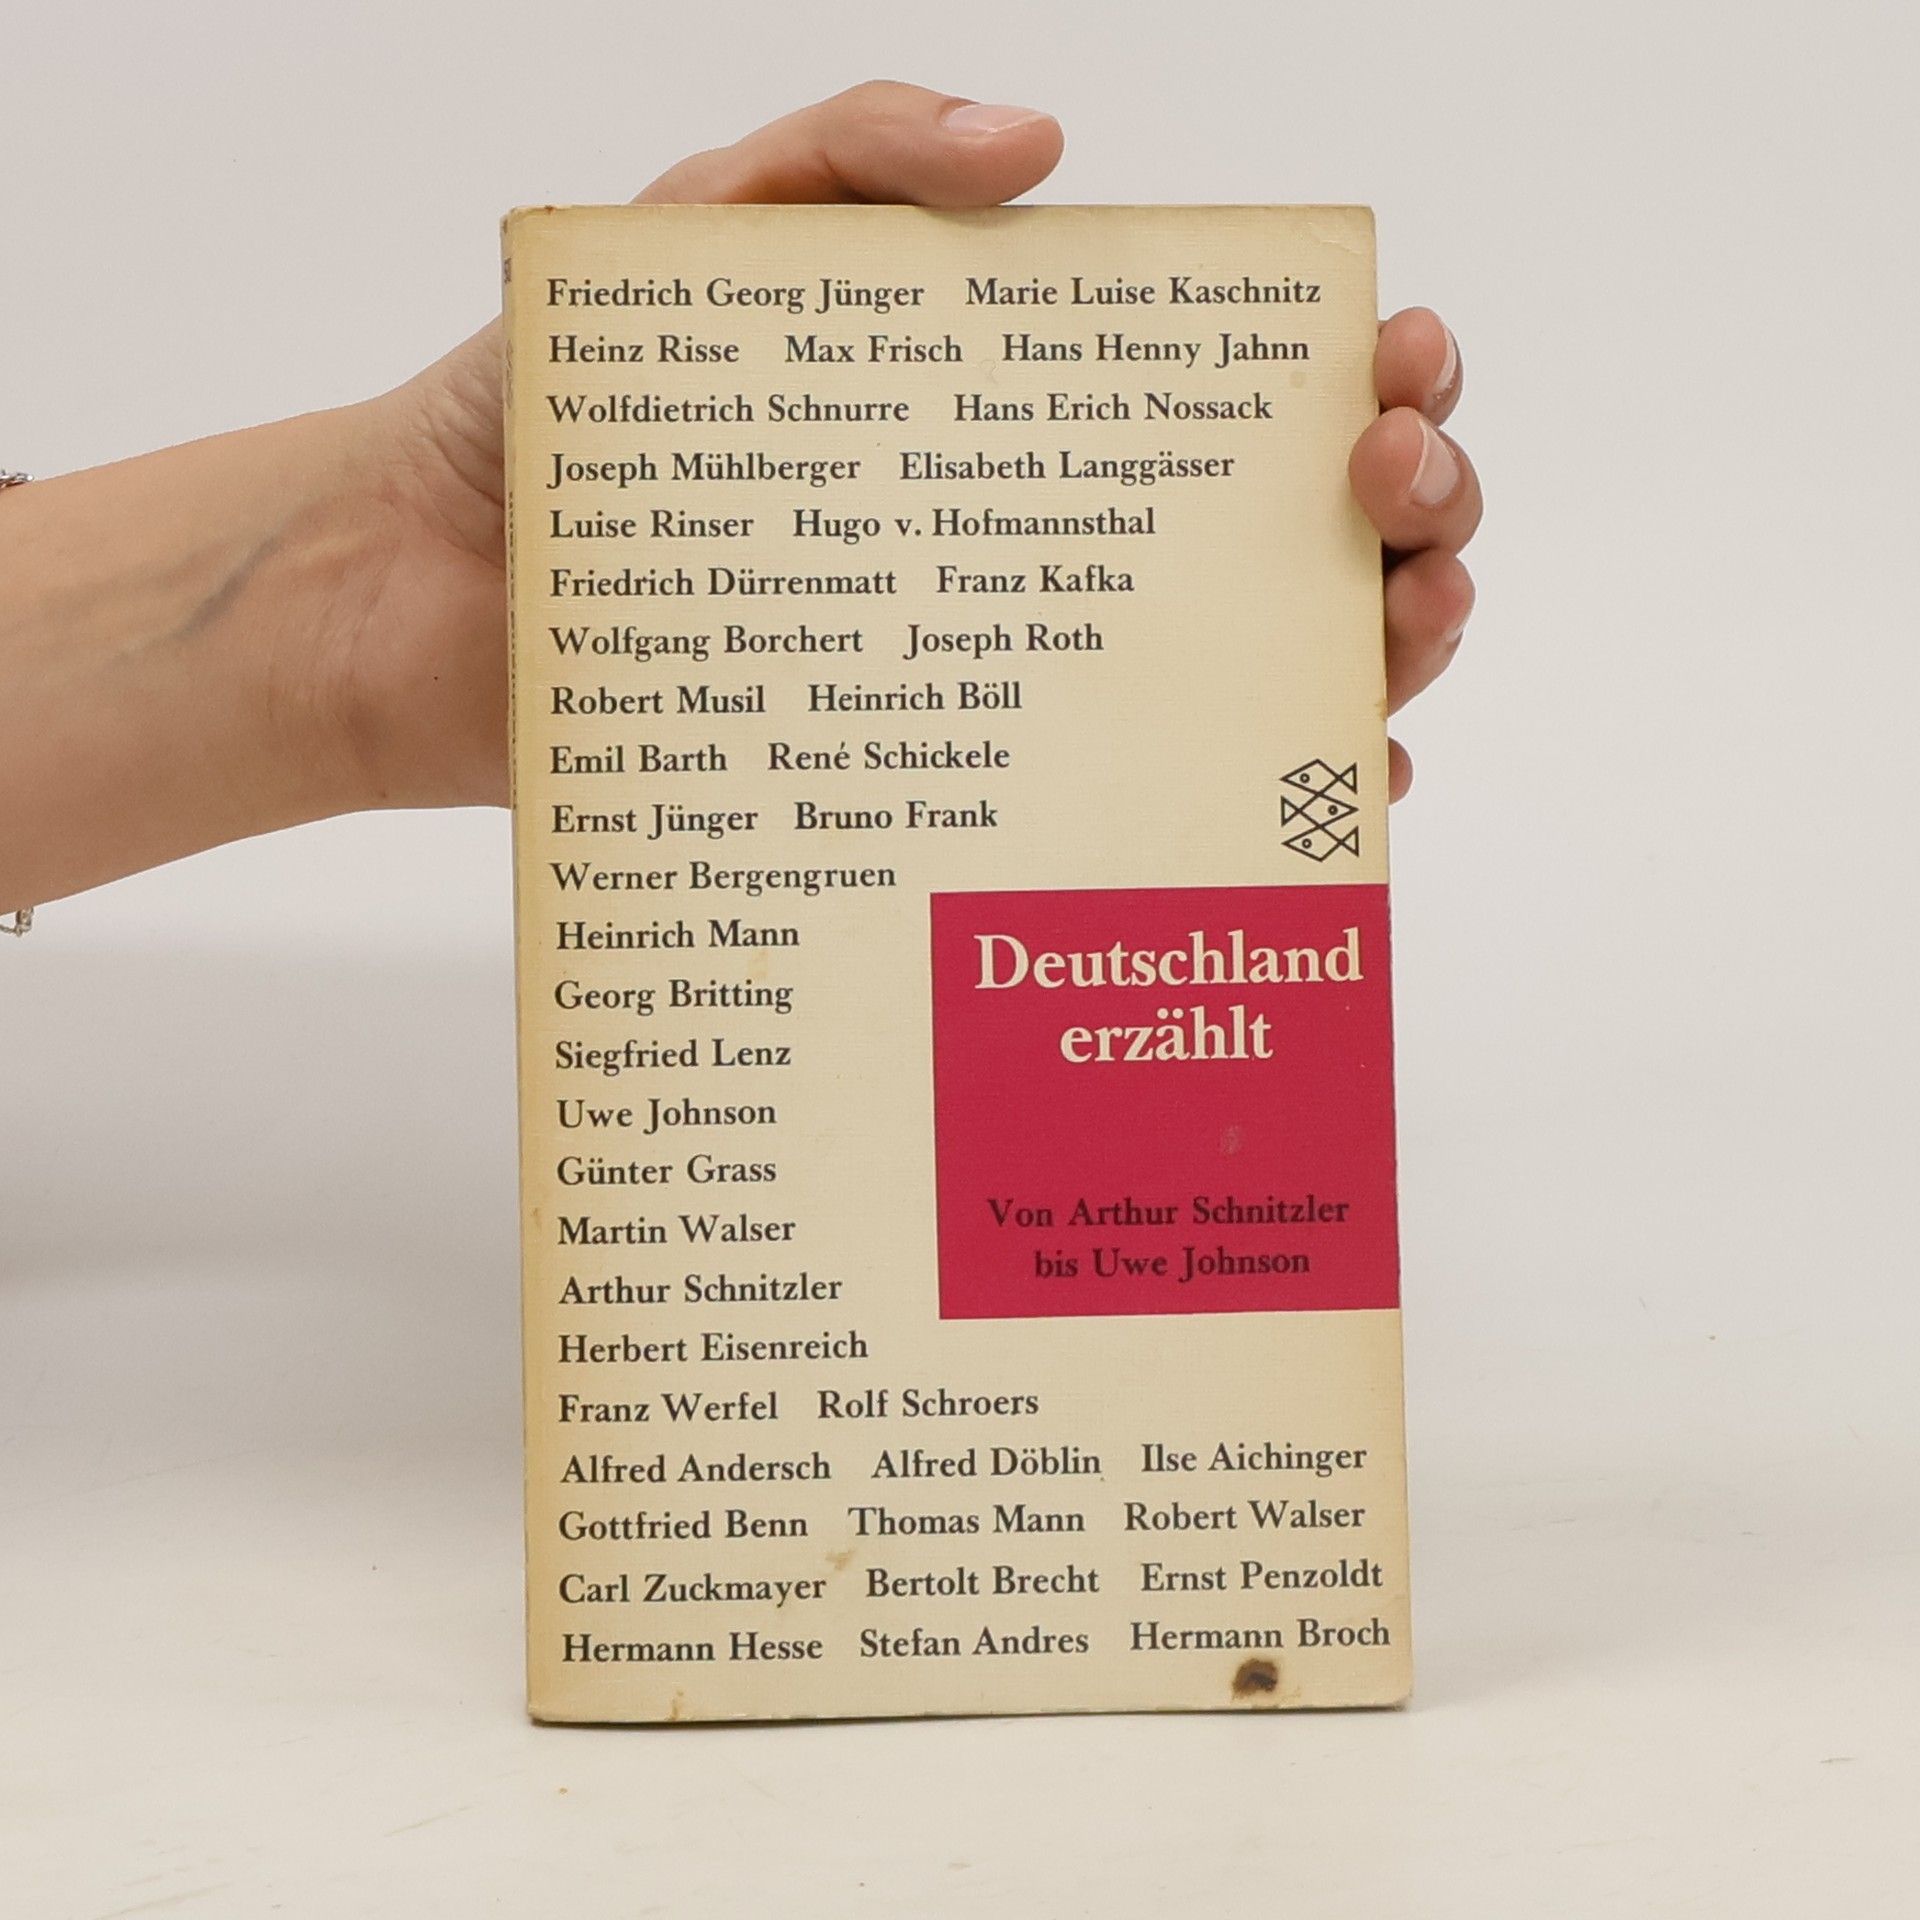 Friedrich Georg Jünger Marie Luise Kaschnitz
Heinz Risse Max Frisch Hans Henny Jahnn
Wolfdietrich Schnurre Hans Erich Nossack
Joseph Mühlberger Elisabeth Langgässer
Luise Rinser Hugo v. Hofmannsthal
Friedrich Dürrenmatt Franz Kafka
Wolfgang Borchert Joseph Roth
Robert Musil Heinrich Böll
Emil Barth René Schickele
Ernst Jünger Bruno Frank
Werner Bergengruen
Heinrich Mann
Georg Britting
Siegfried Lenz
Uwe Johnson
Günter Grass
Martin Walser
Arthur Schnitzler
Herbert Eisenreich
Franz Werfel Rolf Schroers
Alfred Andersch Alfred Döblin Ilse Aichinger
Gottfried Benn Thomas Mann Robert Walser
Carl Zuckmayer Bertolt Brecht Ernst Penzoldt
Hermann Hesse Stefan Andres Hermann Broch
Deutschland
erzählt
Von Arthur Schnitzler
bis Uwe Johnson